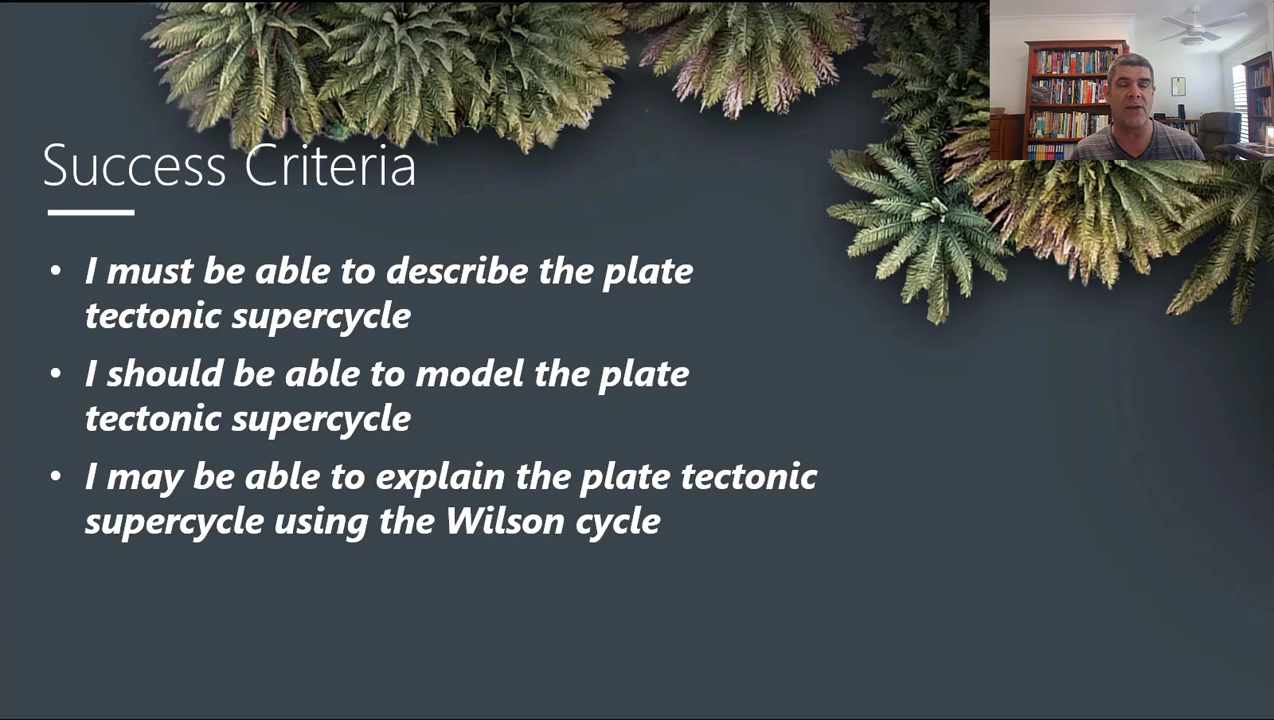 Success Criteria
• I must be able to describe the plate
tectonic supercycle
• I should be able to model the plate
tectonic supercycle
• I may be able to explain the plate tectonic
supercycle using the Wilson cycle